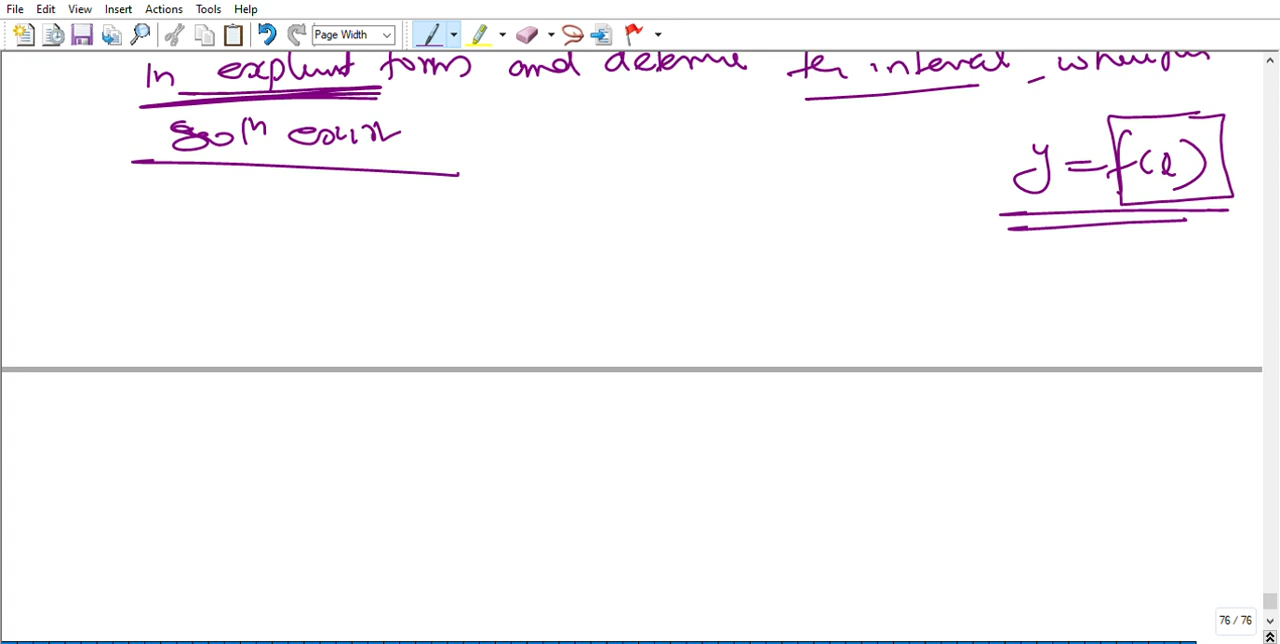 File Edit View Insert Actions Tools Help
Page Width
In explicit forms and determine the interval, where
soln exist
y = f(x)
76 / 76